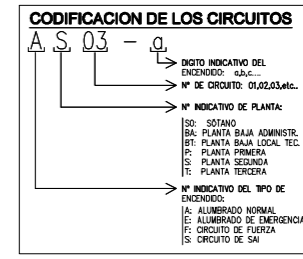 CODIFICACION DE LOS CIRCUITOS
A S 03 - a
DIGITO INDICATIVO DEL
ENCENDIDO: a,b,c....
Nº DE CIRCUITO: 01,02,03,etc..
Nº INDICATIVO DE PLANTA:
SO: SÓTANO
BA: PLANTA BAJA ADMINISTR.
BT: PLANTA BAJA LOCAL TEC.
P: PLANTA PRIMERA
S: PLANTA SEGUNDA
T: PLANTA TERCERA
Nº INDICATIVO DEL TIPO DE
ENCENDIDO:
A: ALUMBRADO NORMAL
E: ALUMBRADO DE EMERGENCIA
F: CIRCUITO DE FUERZA
S: CIRCUITO DE SAI